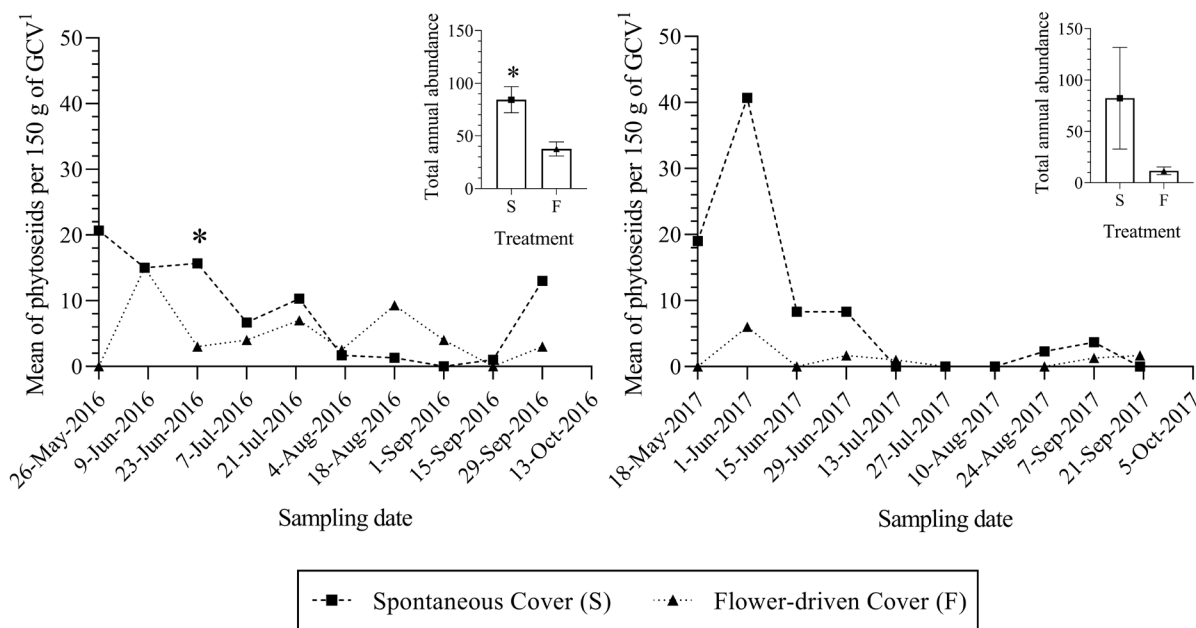 Mean of phytoseiids per 150 g of GCV¹
50
40
30
20
10
0
*
26-May-2016
9-Jun-2016
23-Jun-2016
7-Jul-2016
21-Jul-2016
4-Aug-2016
18-Aug-2016
1-Sep-2016
15-Sep-2016
29-Sep-2016
13-Oct-2016
Sampling date
Total annual abundance
150
100
50
0
*
S F
Treatment
Mean of phytoseiids per 150 g of GCV¹
50
40
30
20
10
0
18-May-2017
1-Jun-2017
15-Jun-2017
29-Jun-2017
13-Jul-2017
27-Jul-2017
10-Aug-2017
24-Aug-2017
7-Sep-2017
21-Sep-2017
5-Oct-2017
Sampling date
Total annual abundance
150
100
50
0
S F
Treatment
Spontaneous Cover (S) Flower-driven Cover (F)